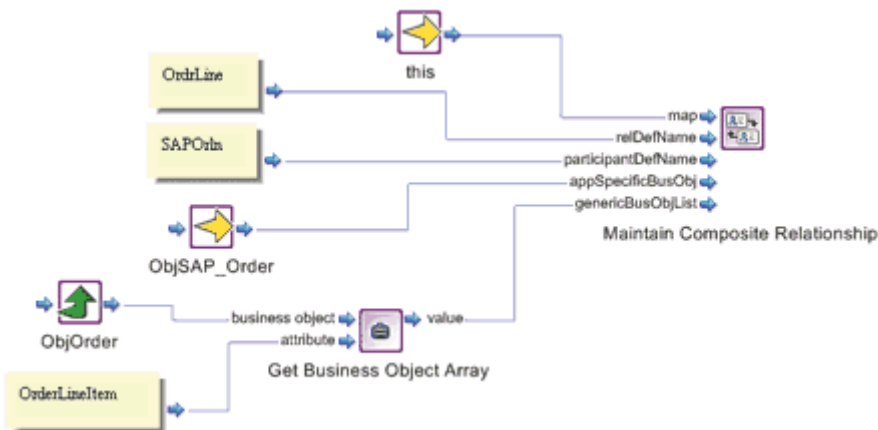 this
OrdrLine
map
relDefName
SAPOrln
participantDefName
appSpecificBusObj
genericBusObjList
Maintain Composite Relationship
ObjSAP_Order
business object
value
attribute
ObjOrder
Get Business Object Array
OrderLineItem